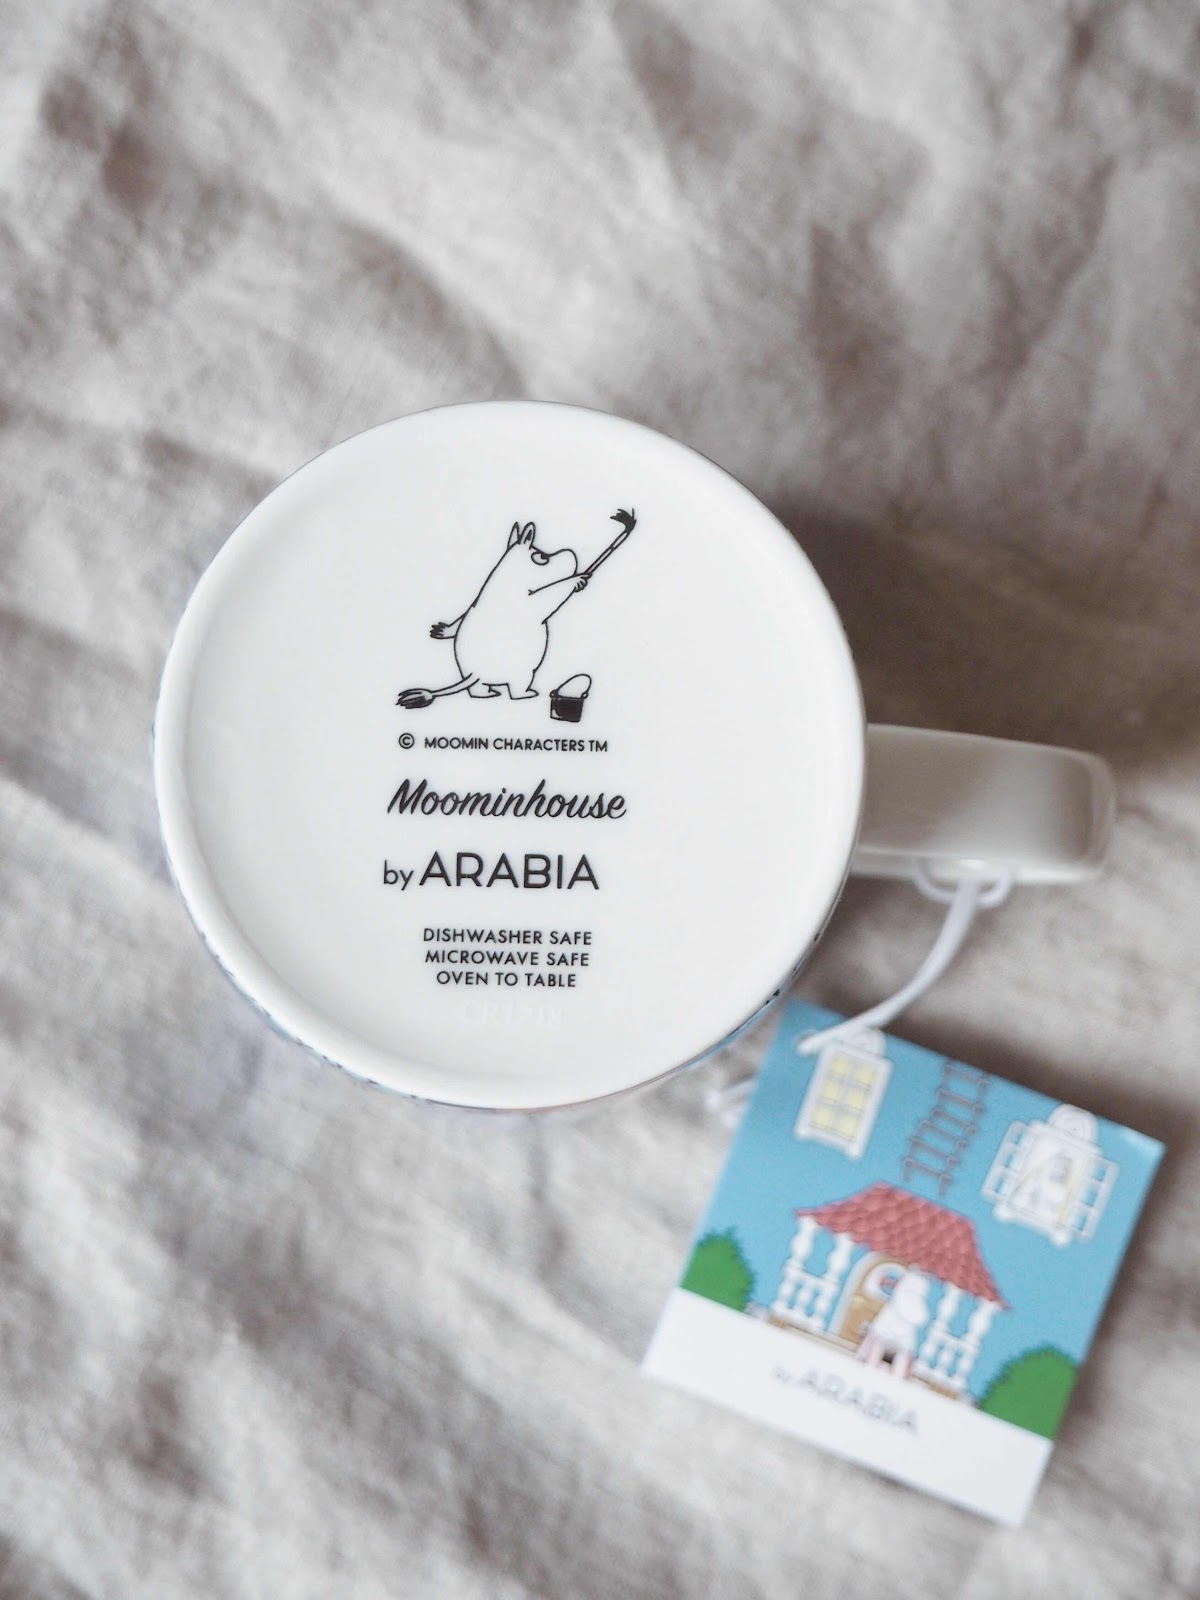 © MOOMIN CHARACTERS TM
Moominhouse
by ARABIA
DISHWASHER SAFE
MICROWAVE SAFE
OVEN TO TABLE
by ARABIA